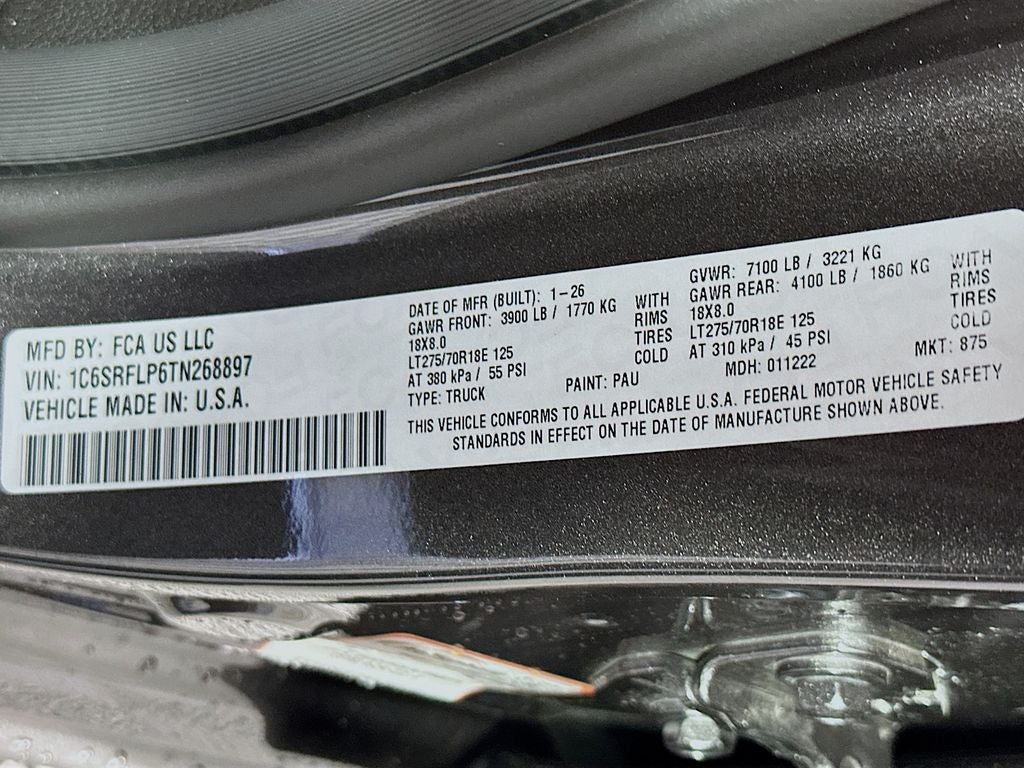 MFD BY: FCA US LLC
VIN: 1C6SRFLP6TN268897
VEHICLE MADE IN: U.S.A.
DATE OF MFR (BUILT): 1-26
GAWR FRONT: 3900 LB / 1770 KG WITH
18X8.0 RIMS
LT275/70R18E 125 TIRES
AT 380 kPa / 55 PSI COLD
TYPE: TRUCK PAINT: PAU
GVWR: 7100 LB / 3221 KG
GAWR REAR: 4100 LB / 1860 KG WITH
18X8.0 RIMS
LT275/70R18E 125 TIRES
AT 310 kPa / 45 PSI COLD
MDH: 011222 MKT: 875
THIS VEHICLE CONFORMS TO ALL APPLICABLE U.S.A. FEDERAL MOTOR VEHICLE SAFETY
STANDARDS IN EFFECT ON THE DATE OF MANUFACTURE SHOWN ABOVE.